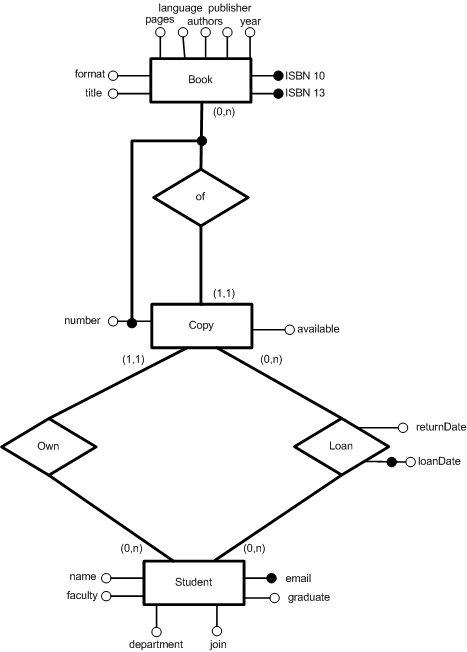 language publisher
pages authors year
format Book ISBN 10
title ISBN 13
(0,n)
of
(1,1)
number Copy available
(1,1) (0,n)
returnDate
Own Loan
loanDate
(0,n) (0,n)
name Student email
faculty graduate
department join